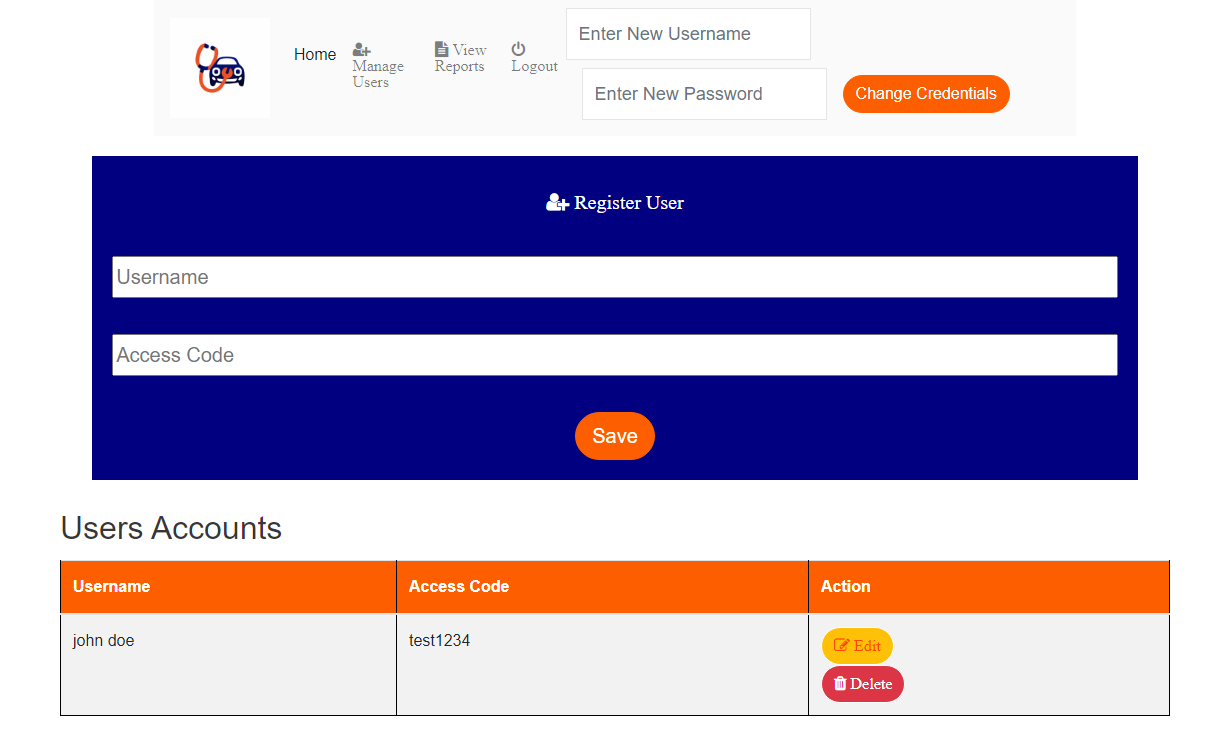 Home
Manage
Users
View
Reports
Logout
Enter New Username
Enter New Password
Change Credentials
Register User
Username
Access Code
Save
Users Accounts
Username Access Code Action
john doe test1234 Edit
Delete